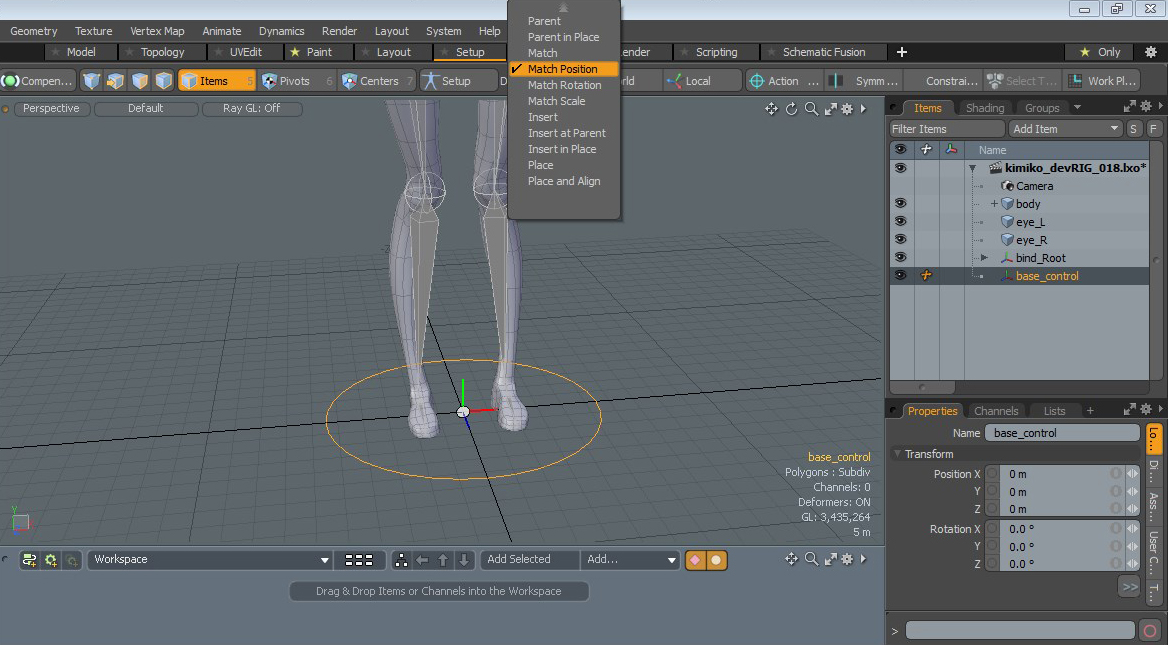 Geometry Texture Vertex Map Animate Dynamics Render Layout System Help
Model Topology UVEdit Paint Layout Setup ender Scripting Schematic Fusion + Only
Compen... Items 5 Pivots 6 Centers 7 Setup D rld Local Action ... Symm ... Constrai... Select T ... Work Pl...
Parent
Parent in Place
Match
Match Position
Match Rotation
Match Scale
Insert
Insert at Parent
Insert in Place
Place
Place and Align
Perspective Default Ray GL: Off
base_control
Polygons : Subdiv
Channels: 0
Deformers: ON
GL: 3,435,264
5 m
Y
Workspace Add Selected Add...
Drag & Drop Items or Channels into the Workspace
Items Shading Groups
Filter Items Add Item S F
Name
kimiko_devRIG_018.lxo*
Camera
body
eye_L
eye_R
bind_Root
base_control
Properties Channels Lists +
Name base_control
Transform
Position X 0 m
Y 0 m
Z 0 m
Rotation X 0.0 °
Y 0.0 °
Z 0.0 °
>>
Lo...
Di ...
Ass...
User C...
T...
>